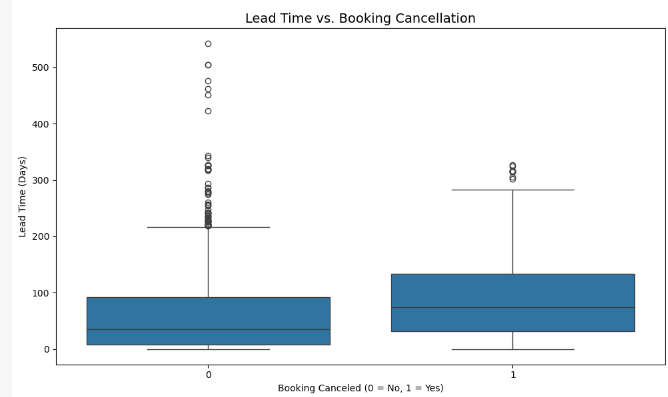 Lead Time vs. Booking Cancellation
Lead Time (Days)
500
400
300
200
100
0
0
1
Booking Canceled (0 = No, 1 = Yes)